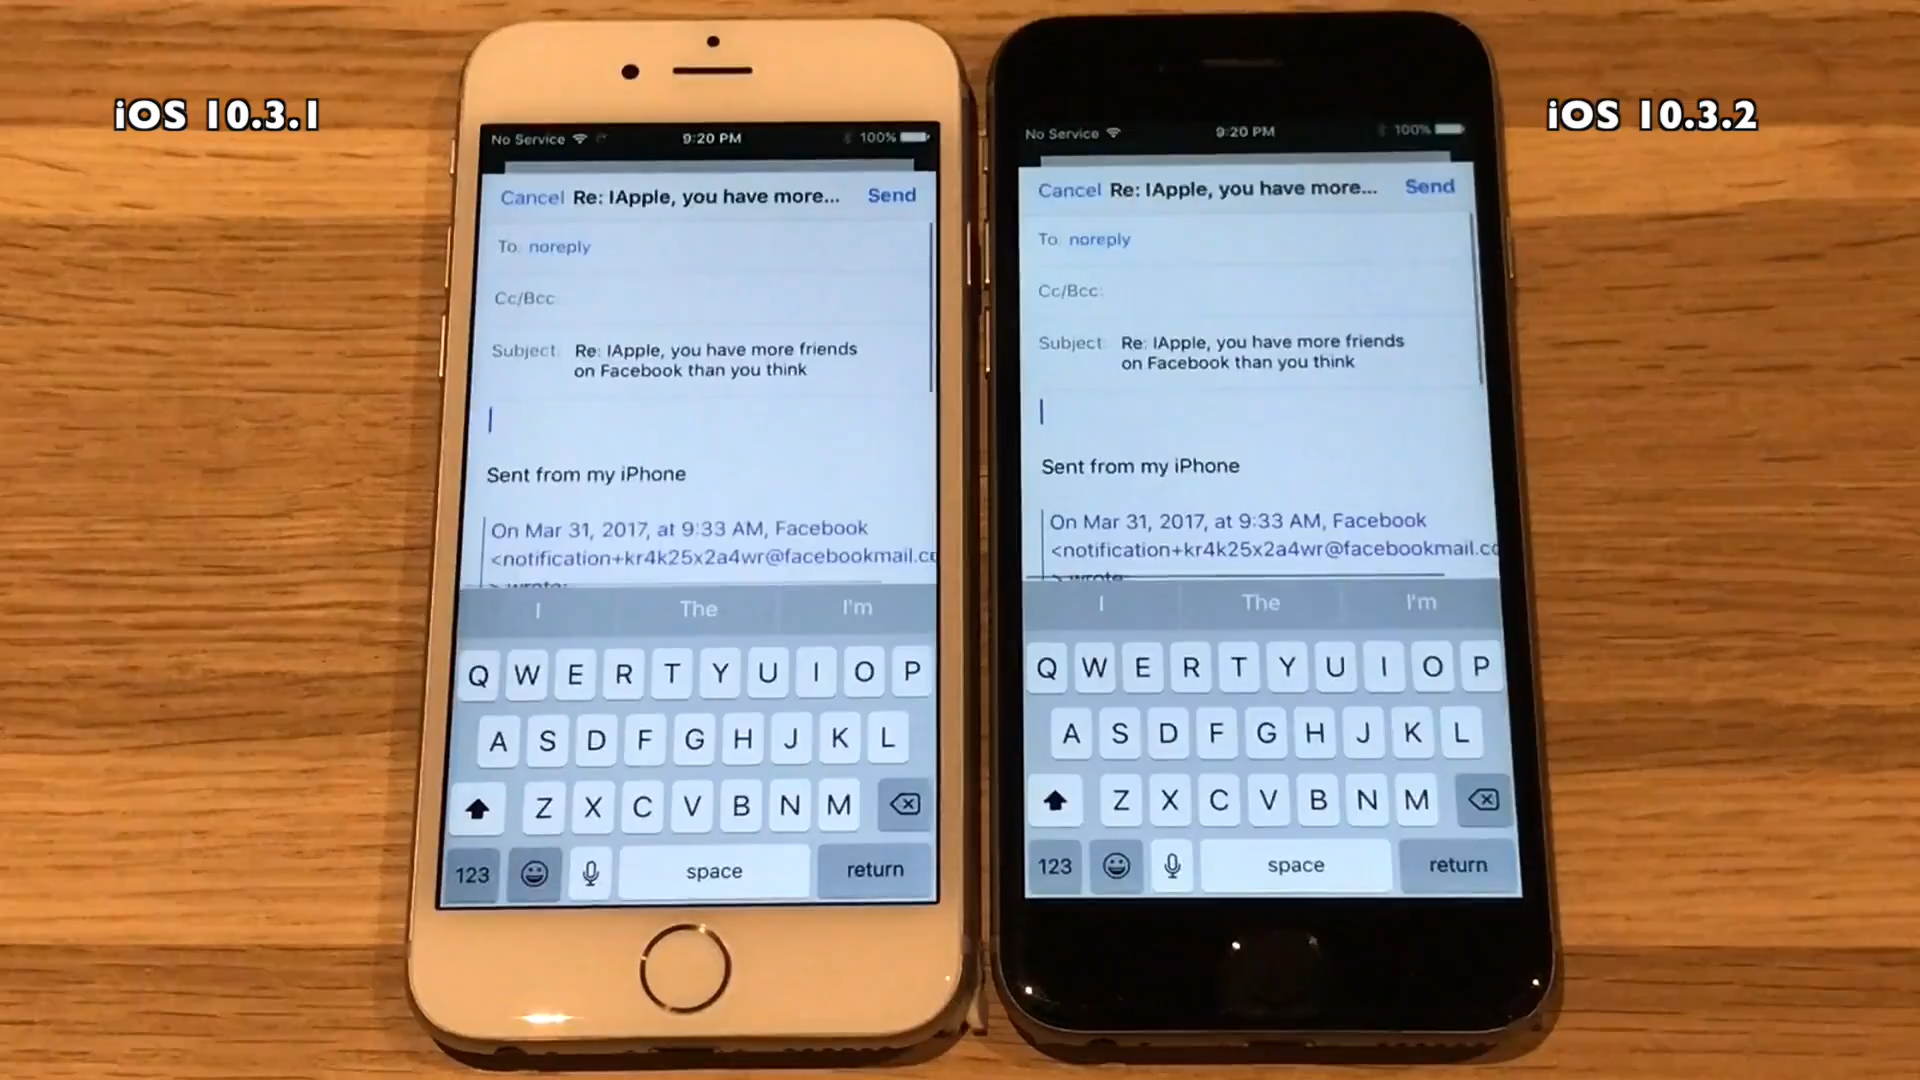 iOS 10.3.1
No Service 9:20 PM 100%
Cancel Re: IApple, you have more... Send
To: noreply
Cc/Bcc:
Subject: Re: IApple, you have more friends
on Facebook than you think
Sent from my iPhone
On Mar 31, 2017, at 9:33 AM, Facebook
<notification+kr4k25x2a4wr@facebookmail.co
> wrote:
I The I'm
Q W E R T Y U I O P
A S D F G H J K L
Z X C V B N M
123 space return
iOS 10.3.2
No Service 9:20 PM 100%
Cancel Re: IApple, you have more... Send
To: noreply
Cc/Bcc:
Subject: Re: IApple, you have more friends
on Facebook than you think
Sent from my iPhone
On Mar 31, 2017, at 9:33 AM, Facebook
<notification+kr4k25x2a4wr@facebookmail.co
> wrote:
I The I'm
Q W E R T Y U I O P
A S D F G H J K L
Z X C V B N M
123 space return